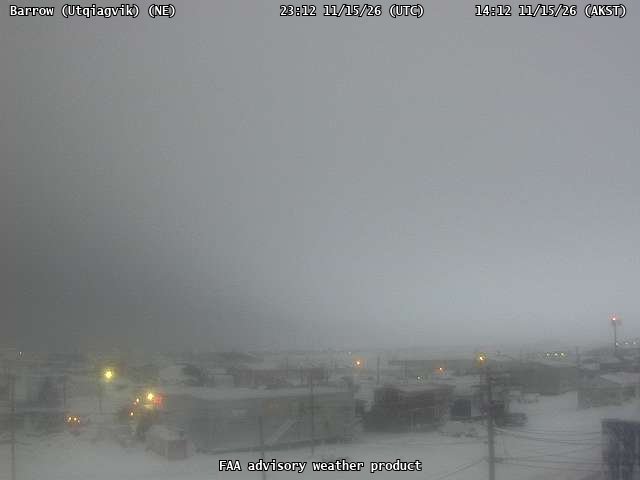 Barrow (Utqiagvik) (NE) 23:12 11/15/26 (UTC) 14:12 11/15/26 (AKST)
FAA advisory weather product